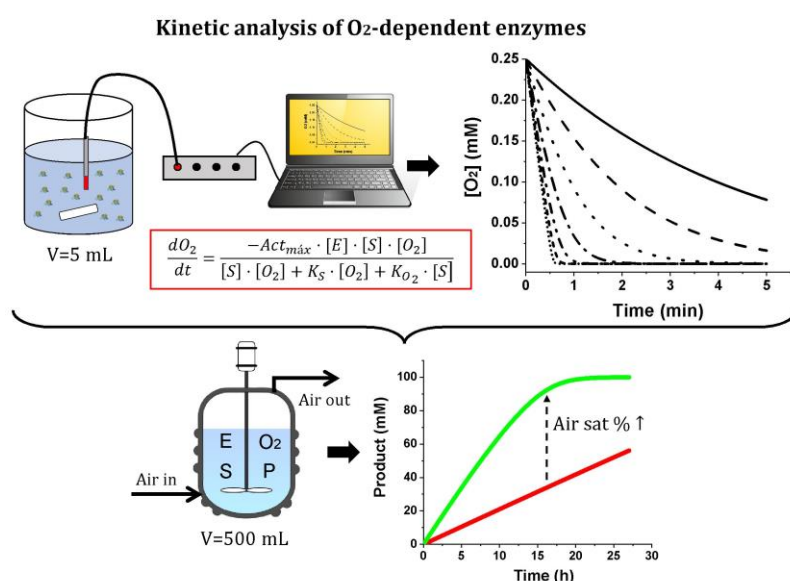 Kinetic analysis of O₂-dependent enzymes
V=5 mL
dO₂/dt = −Actₘáₓ · [E] · [S] · [O₂] / [S] · [O₂] + K_S · [O₂] + K_O₂ · [S]
[O₂] (mM)
0.25
0.20
0.15
0.10
0.05
0.00
0 1 2 3 4 5
Time (min)
Air out
E O₂
S P
Air in
V=500 mL
Product (mM)
100
80
60
40
20
0
Air sat % ↑
0 5 10 15 20 25 30
Time (h)